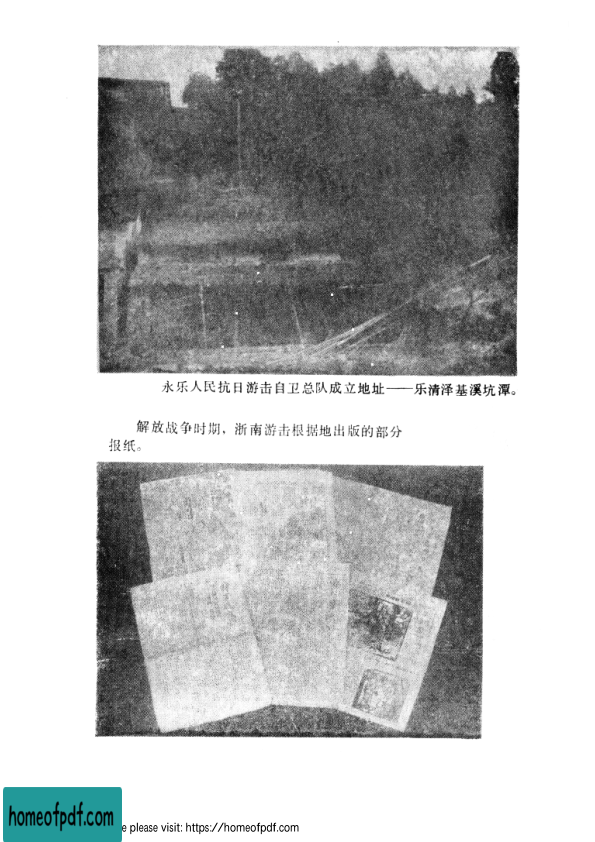 永乐人民抗日游击自卫总队成立地址——乐清泽基溪坑潭。
解放战争时期，浙南游击根据地出版的部分
报纸。
homeofpdf.com
e please visit: https://homeofpdf.com